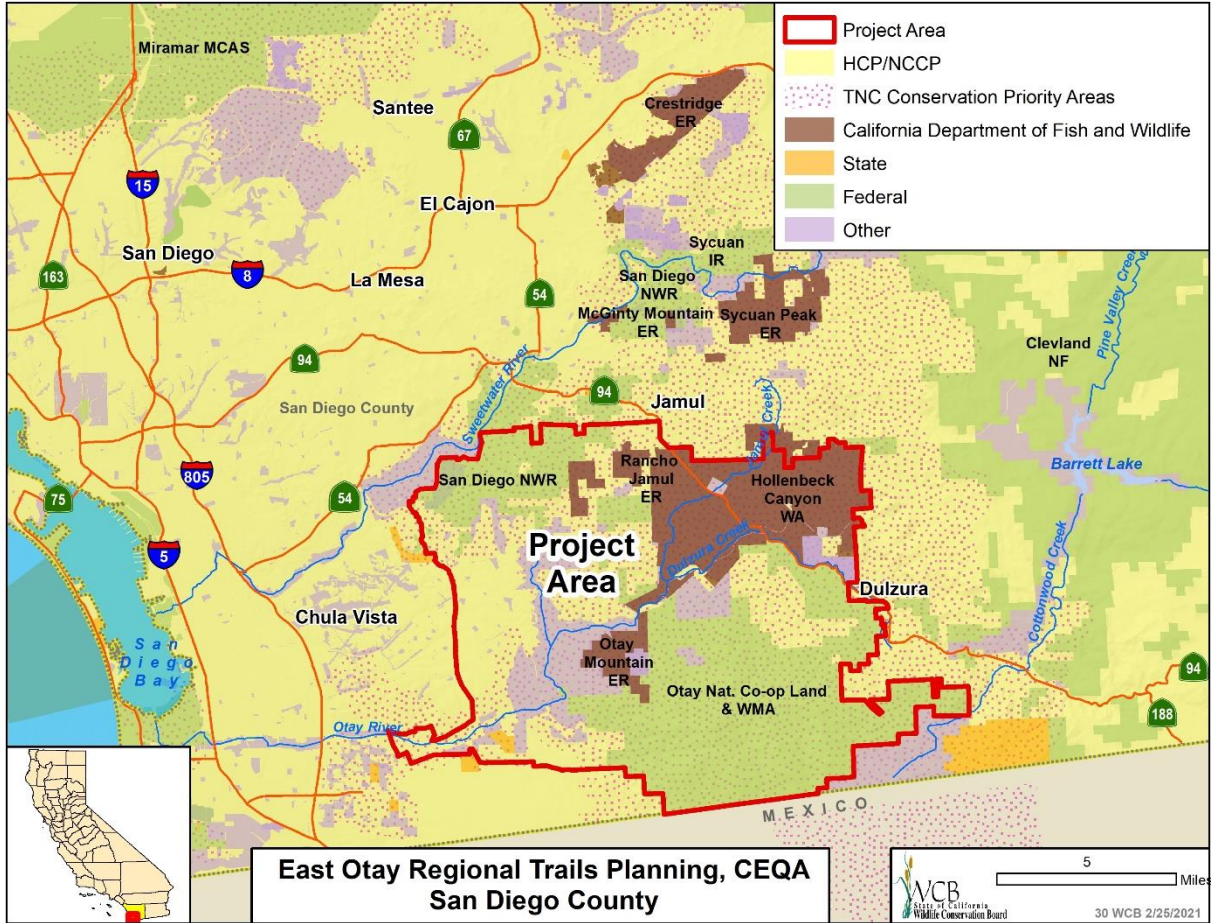 Miramar MCAS
Santee
67
Crestridge
ER
15
El Cajon
San Diego
8
163
La Mesa
54
Sycuan
IR
San Diego
NWR
McGinty Mountain
ER
Sycuan Peak
ER
Pine Valley Creek
Clevland
NF
94
San Diego County
Sweetwater River
94
Jamul
Barrett Lake
805
54
75
5
San Diego NWR
Rancho
Jamul
ER
Hollenbeck
Canyon
WA
Project
Area
Dulzura Creek
Dulzura
Cottonwood Creek
Chula Vista
San
Diego
Bay
Otay
Mountain
ER
Otay Nat. Co-op Land
& WMA
94
188
Otay River
MEXICO
Project Area
HCP/NCCP
TNC Conservation Priority Areas
California Department of Fish and Wildlife
State
Federal
Other
East Otay Regional Trails Planning, CEQA
San Diego County
WCB
State of California
Wildlife Conservation Board
5
Miles
30 WCB 2/25/2021